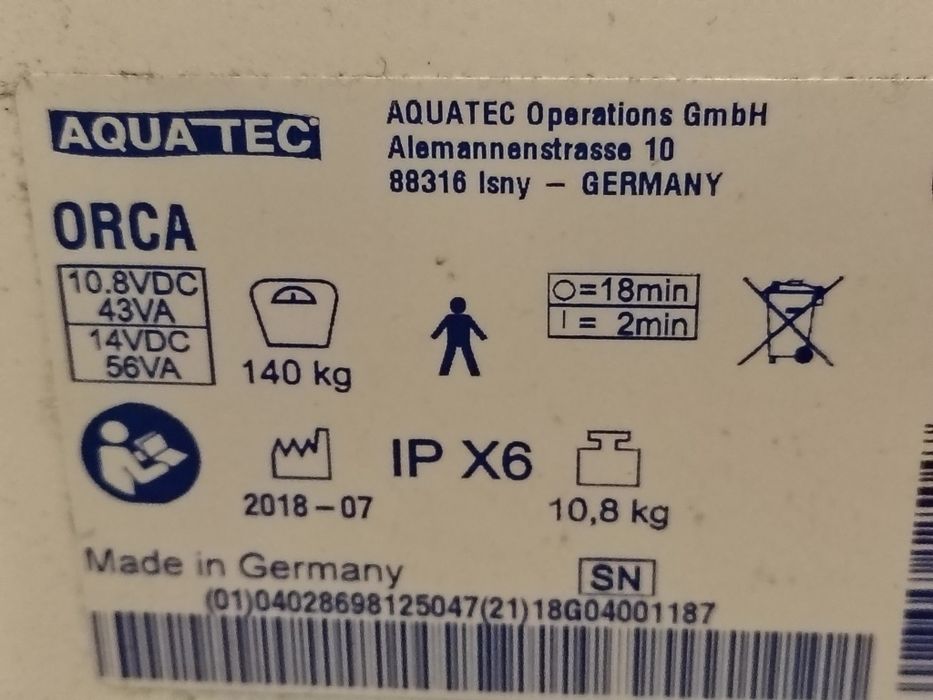 AQUATEC
AQUATEC Operations GmbH
Alemannenstrasse 10
88316 Isny – GERMANY
ORCA
10.8VDC
43VA
14VDC
56VA
140 kg
O=18min
I = 2min
2018-07
IP X6
10,8 kg
Made in Germany
SN
(01)04028698125047(21)18G04001187